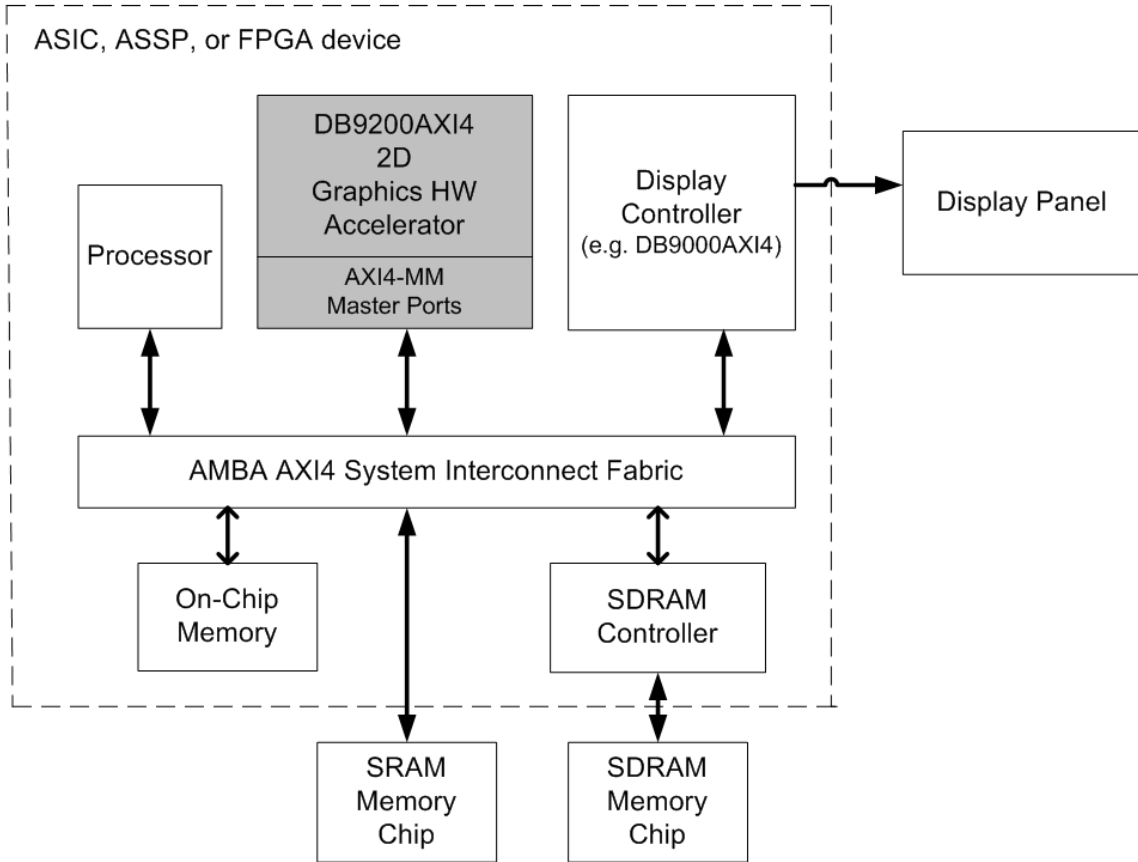 ASIC, ASSP, or FPGA device
DB9200AXI4
2D
Graphics HW
Accelerator
AXI4-MM
Master Ports
Processor
Display
Controller
(e.g. DB9000AXI4)
Display Panel
AMBA AXI4 System Interconnect Fabric
On-Chip
Memory
SDRAM
Controller
SRAM
Memory
Chip
SDRAM
Memory
Chip